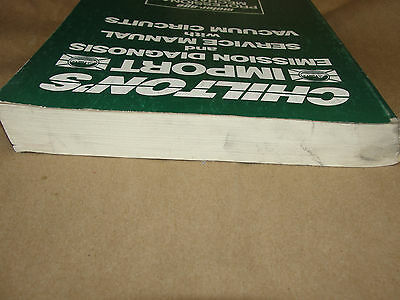 CHILTON'S
IMPORT
EMISSION DIAGNOSIS
and
SERVICE MANUAL
with
VACUUM CIRCUITS